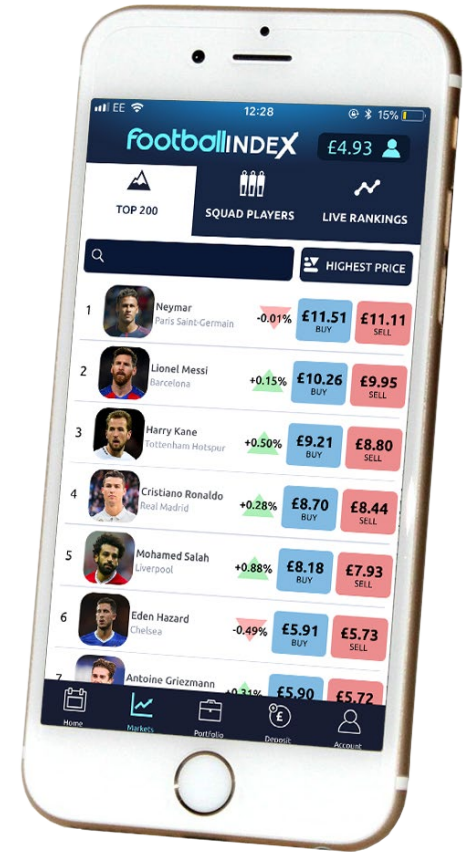 EE 12:28 15%
footballINDEX £4.93
TOP 200
SQUAD PLAYERS
LIVE RANKINGS
HIGHEST PRICE
1 Neymar -0.01% £11.51 £11.11
Paris Saint-Germain BUY SELL
2 Lionel Messi +0.15% £10.26 £9.95
Barcelona BUY SELL
3 Harry Kane +0.50% £9.21 £8.80
Tottenham Hotspur BUY SELL
4 Cristiano Ronaldo +0.28% £8.70 £8.44
Real Madrid BUY SELL
5 Mohamed Salah +0.88% £8.18 £7.93
Liverpool BUY SELL
6 Eden Hazard -0.49% £5.91 £5.73
Chelsea BUY SELL
7 Antoine Griezmann +0.31% £5.90 £5.72
Home Markets Portfolio Deposit Account